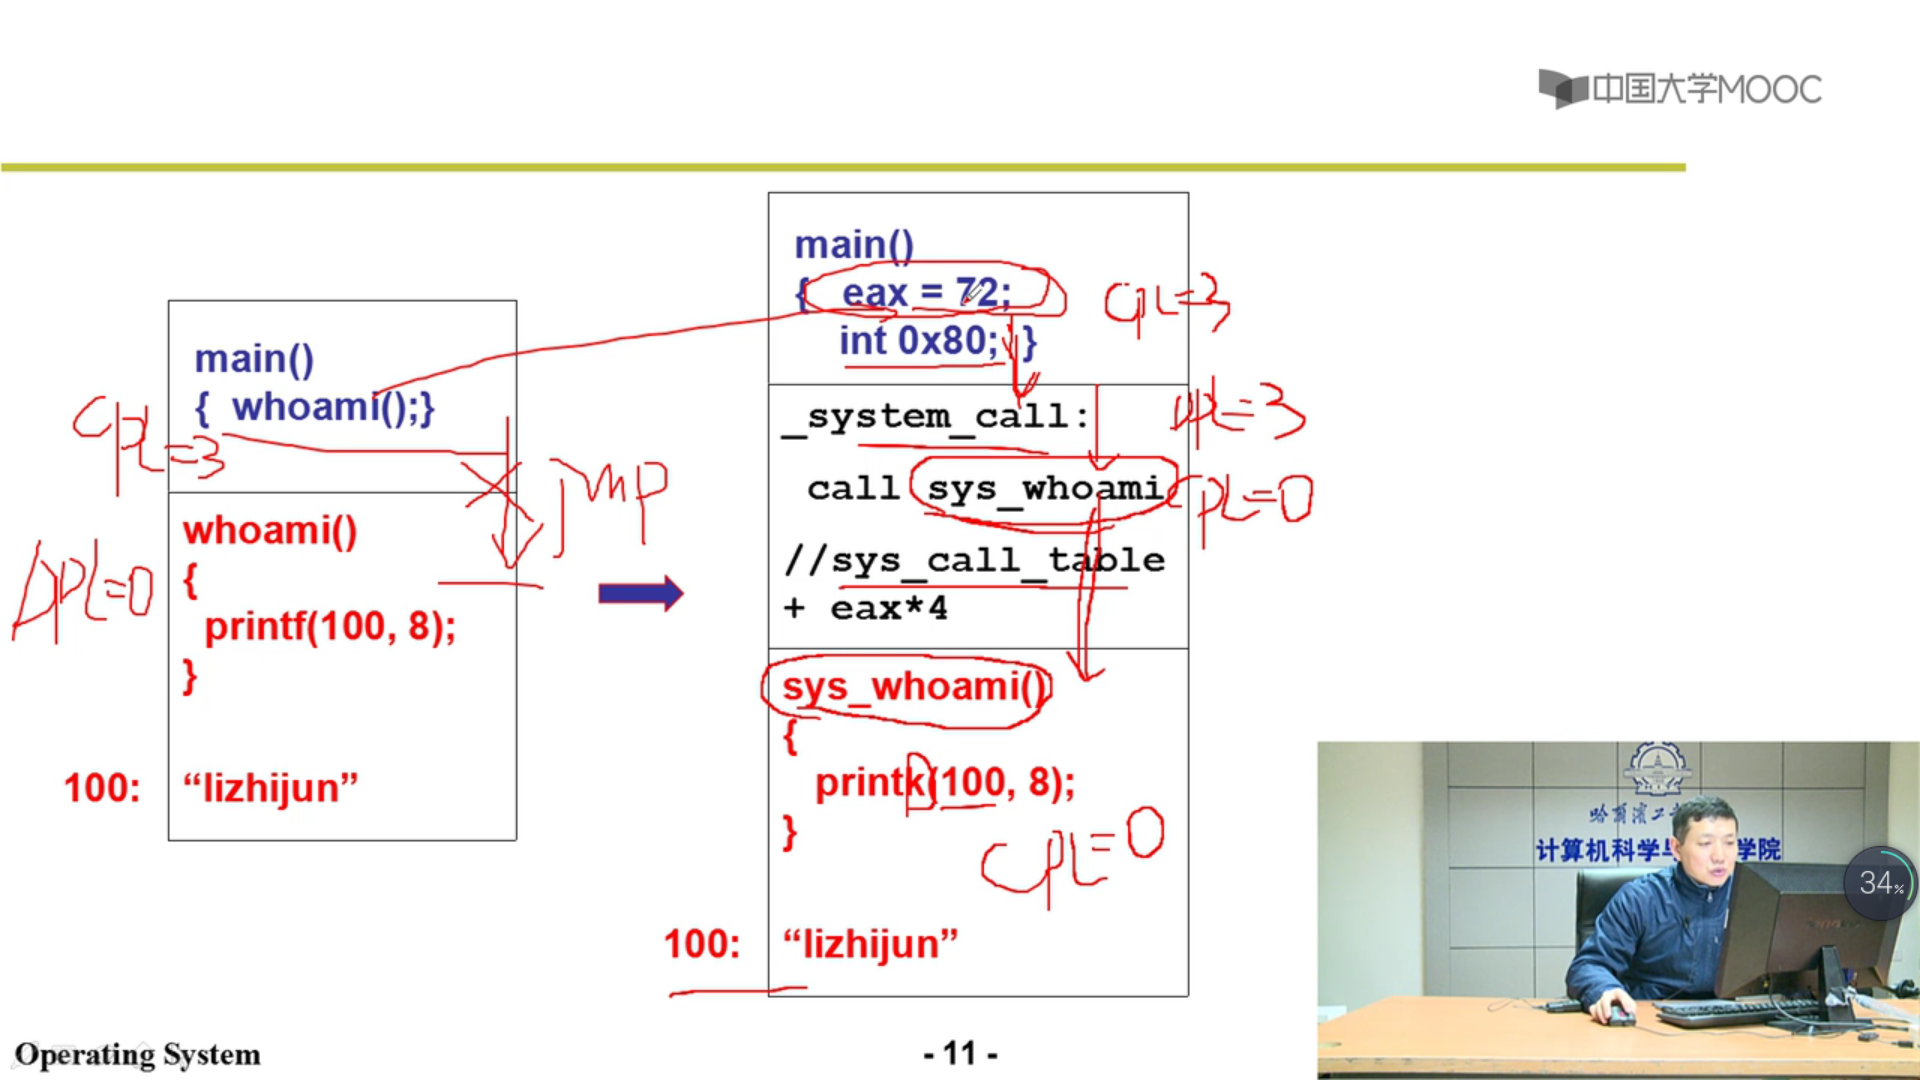 中国大学MOOC
main()
{ whoami();}
CPL=3
jmp
whoami()
DPL=0
{
printf(100, 8);
}
100: “lizhijun”
main()
{ eax = 72;
CPL=3
int 0x80; }
_system_call:
DPL=3
call sys_whoami
CPL=0
//sys_call_table
+ eax*4
sys_whoami()
{
printk(100, 8);
}
CPL=0
100: “lizhijun”
计算机科学与
学院
34%
Operating System
- 11 -